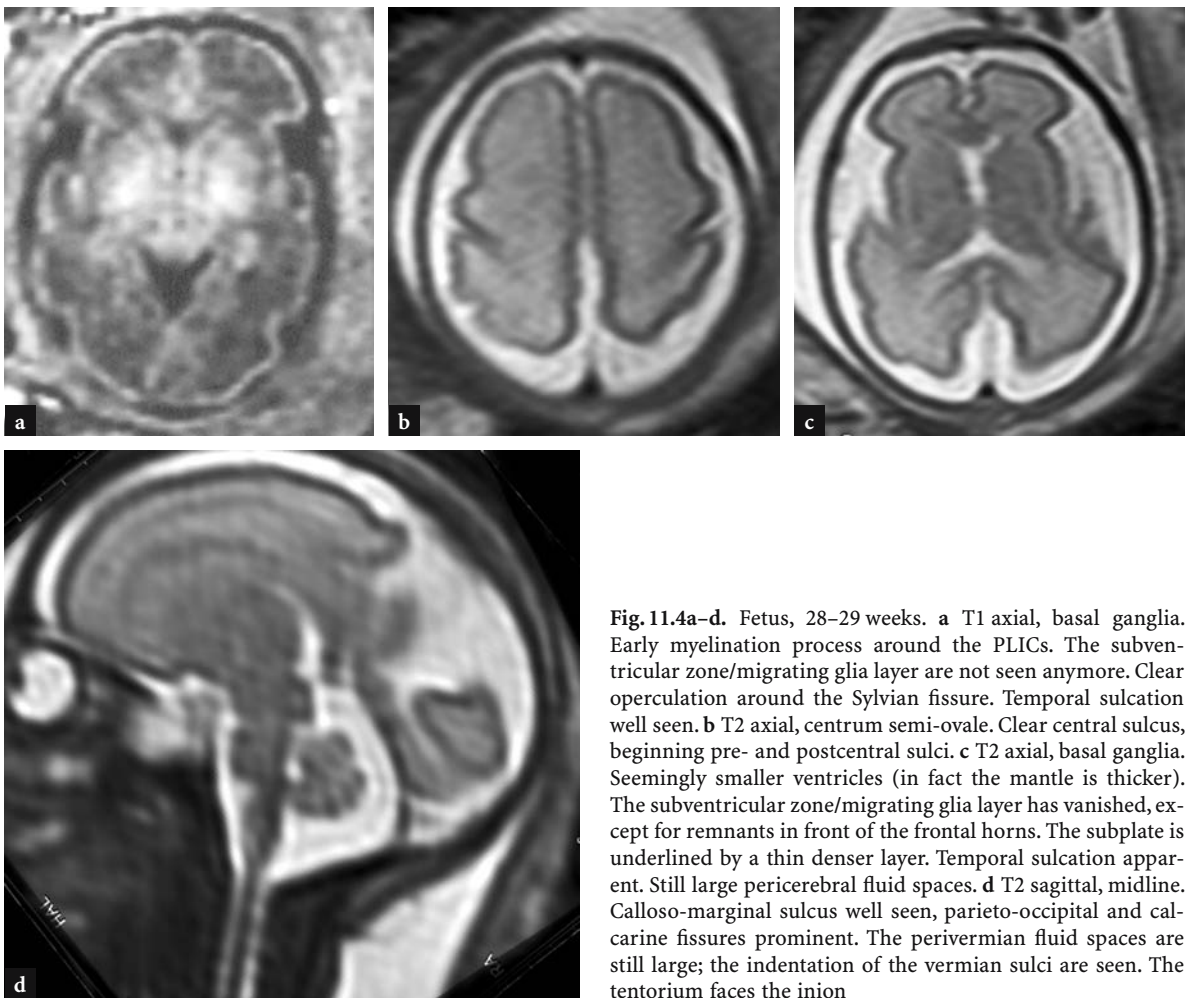 a
b
c
HAL
RA
d
Fig. 11.4a–d. Fetus, 28–29 weeks. a T1 axial, basal ganglia.
Early myelination process around the PLICs. The subven-
tricular zone/migrating glia layer are not seen anymore. Clear
operculation around the Sylvian fissure. Temporal sulcation
well seen. b T2 axial, centrum semi-ovale. Clear central sulcus,
beginning pre- and postcentral sulci. c T2 axial, basal ganglia.
Seemingly smaller ventricles (in fact the mantle is thicker).
The subventricular zone/migrating glia layer has vanished, ex-
cept for remnants in front of the frontal horns. The subplate is
underlined by a thin denser layer. Temporal sulcation appar-
ent. Still large pericerebral fluid spaces. d T2 sagittal, midline.
Calloso-marginal sulcus well seen, parieto-occipital and cal-
carine fissures prominent. The perivermian fluid spaces are
still large; the indentation of the vermian sulci are seen. The
tentorium faces the inion